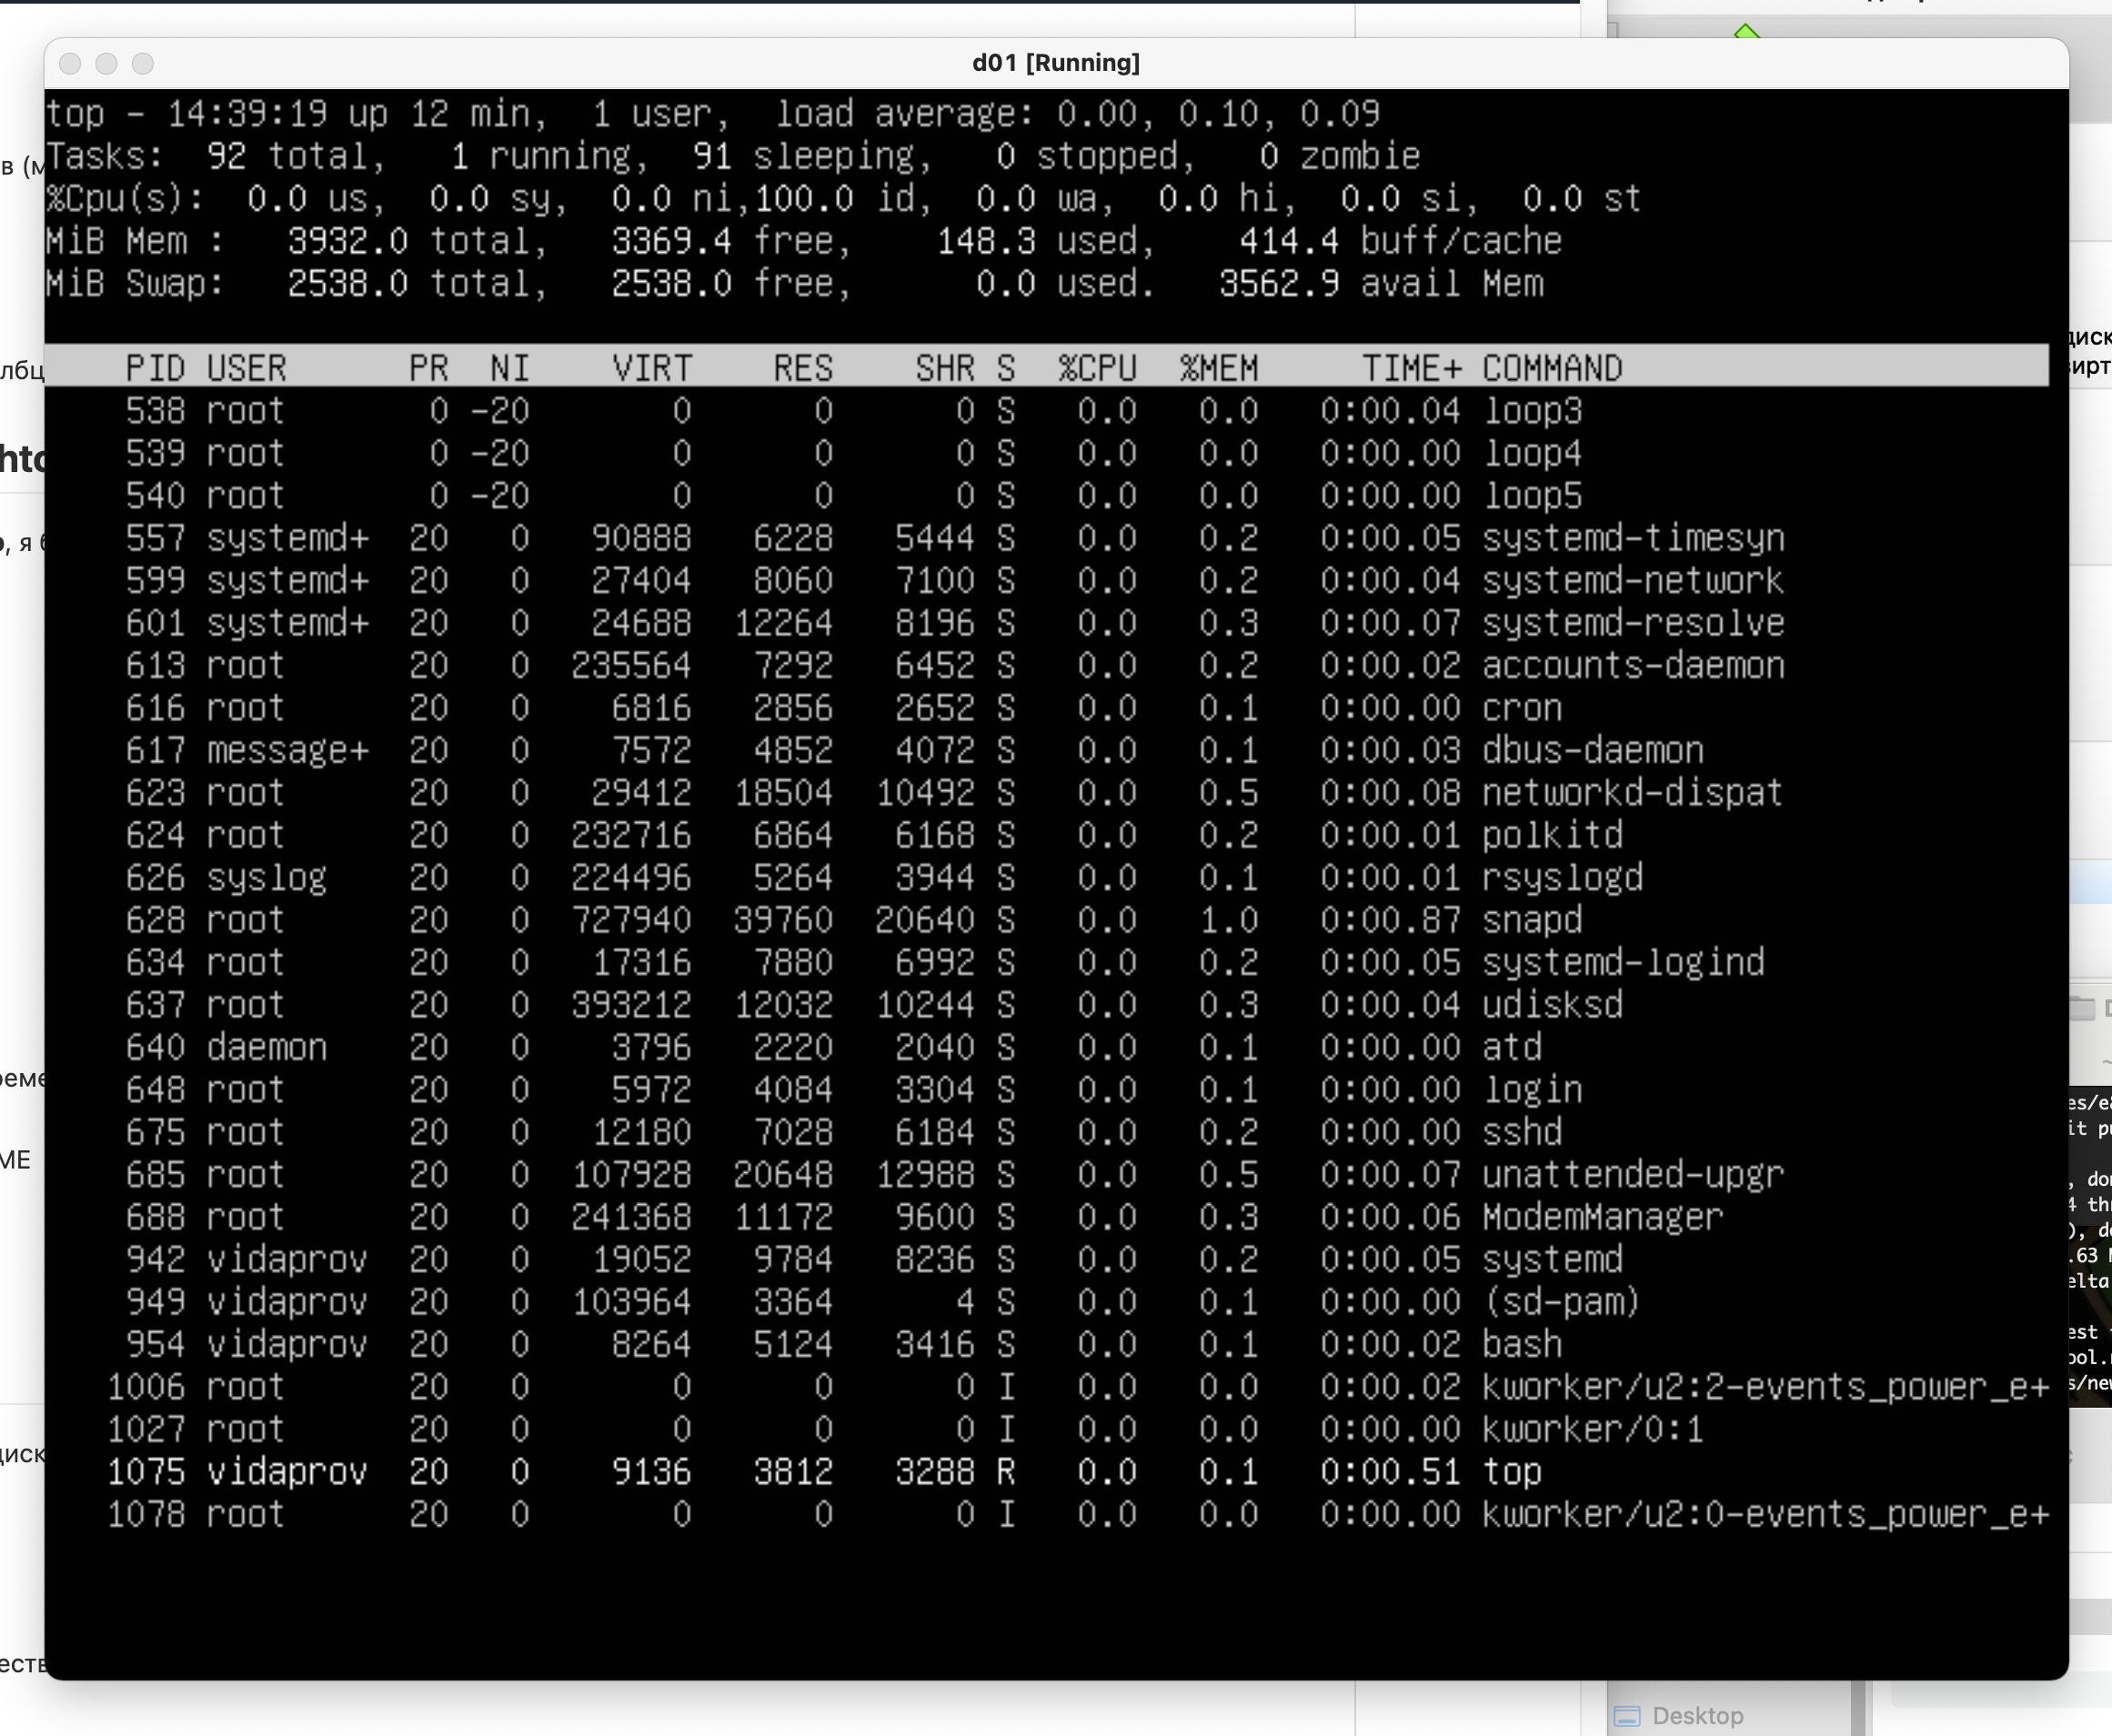 d01 [Running]
top - 14:39:19 up 12 min,  1 user,  load average: 0.00, 0.10, 0.09
Tasks:  92 total,   1 running,  91 sleeping,   0 stopped,   0 zombie
%Cpu(s):  0.0 us,  0.0 sy,  0.0 ni,100.0 id,  0.0 wa,  0.0 hi,  0.0 si,  0.0 st
MiB Mem :   3932.0 total,   3369.4 free,    148.3 used,    414.4 buff/cache
MiB Swap:   2538.0 total,   2538.0 free,      0.0 used.   3562.9 avail Mem
PID USER PR NI VIRT RES SHR S %CPU %MEM TIME+ COMMAND
538 root 0 -20 0 0 0 S 0.0 0.0 0:00.04 loop3
539 root 0 -20 0 0 0 S 0.0 0.0 0:00.00 loop4
540 root 0 -20 0 0 0 S 0.0 0.0 0:00.00 loop5
557 systemd+ 20 0 90888 6228 5444 S 0.0 0.2 0:00.05 systemd-timesyn
599 systemd+ 20 0 27404 8060 7100 S 0.0 0.2 0:00.04 systemd-network
601 systemd+ 20 0 24688 12264 8196 S 0.0 0.3 0:00.07 systemd-resolve
613 root 20 0 235564 7292 6452 S 0.0 0.2 0:00.02 accounts-daemon
616 root 20 0 6816 2856 2652 S 0.0 0.1 0:00.00 cron
617 message+ 20 0 7572 4852 4072 S 0.0 0.1 0:00.03 dbus-daemon
623 root 20 0 29412 18504 10492 S 0.0 0.5 0:00.08 networkd-dispat
624 root 20 0 232716 6864 6168 S 0.0 0.2 0:00.01 polkitd
626 syslog 20 0 224496 5264 3944 S 0.0 0.1 0:00.01 rsyslogd
628 root 20 0 727940 39760 20640 S 0.0 1.0 0:00.87 snapd
634 root 20 0 17316 7880 6992 S 0.0 0.2 0:00.05 systemd-logind
637 root 20 0 393212 12032 10244 S 0.0 0.3 0:00.04 udisksd
640 daemon 20 0 3796 2220 2040 S 0.0 0.1 0:00.00 atd
648 root 20 0 5972 4084 3304 S 0.0 0.1 0:00.00 login
675 root 20 0 12180 7028 6184 S 0.0 0.2 0:00.00 sshd
685 root 20 0 107928 20648 12988 S 0.0 0.5 0:00.07 unattended-upgr
688 root 20 0 241368 11172 9600 S 0.0 0.3 0:00.06 ModemManager
942 vidaprov 20 0 19052 9784 8236 S 0.0 0.2 0:00.05 systemd
949 vidaprov 20 0 103964 3364 4 S 0.0 0.1 0:00.00 (sd-pam)
954 vidaprov 20 0 8264 5124 3416 S 0.0 0.1 0:00.02 bash
1006 root 20 0 0 0 0 I 0.0 0.0 0:00.02 kworker/u2:2-events_power_e+
1027 root 20 0 0 0 0 I 0.0 0.0 0:00.00 kworker/0:1
1075 vidaprov 20 0 9136 3812 3288 R 0.0 0.1 0:00.51 top
1078 root 20 0 0 0 0 I 0.0 0.0 0:00.00 kworker/u2:0-events_power_e+
Desktop